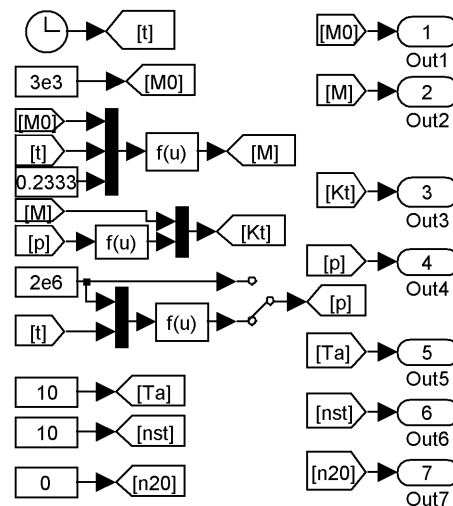 [t]
3e3
[M0]
[M0]
[t]
0.2333
f(u)
[M]
[M]
[p]
f(u)
[Kt]
2e6
[t]
f(u)
[p]
10
[Ta]
10
[nst]
0
[n20]
[M0]
1
Out1
[M]
2
Out2
[Kt]
3
Out3
[p]
4
Out4
[Ta]
5
Out5
[nst]
6
Out6
[n20]
7
Out7